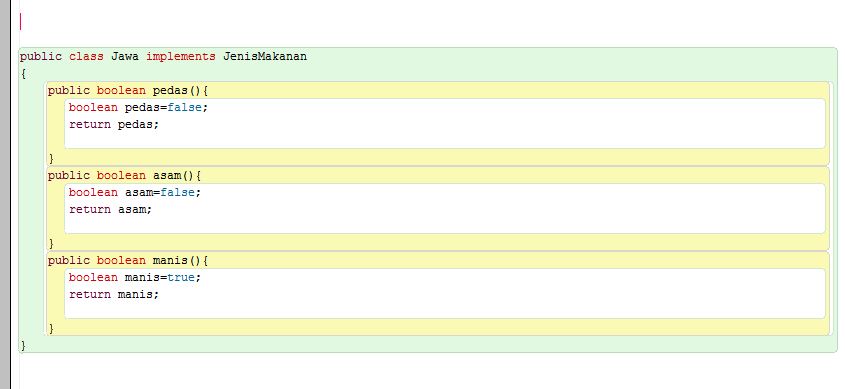 public class Jawa implements JenisMakanan
{
public boolean pedas(){
boolean pedas=false;
return pedas;
}
public boolean asam(){
boolean asam=false;
return asam;
}
public boolean manis(){
boolean manis=true;
return manis;
}
}